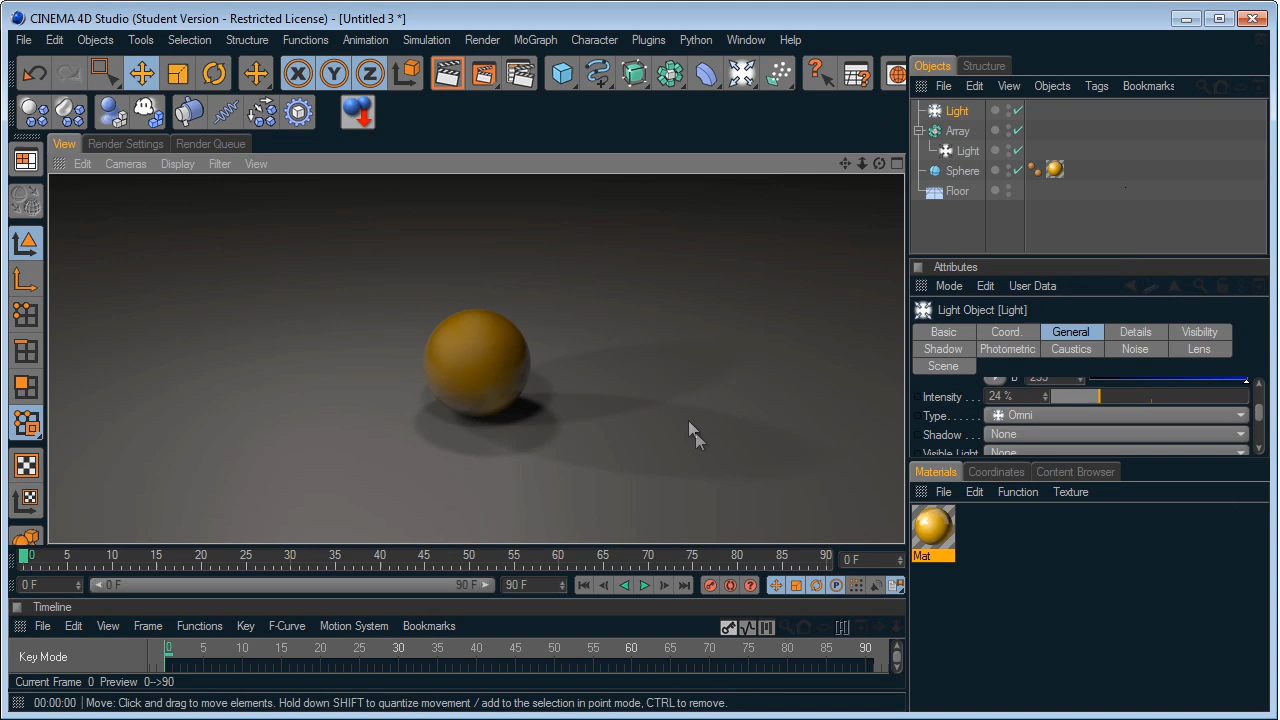 CINEMA 4D Studio (Student Version - Restricted License) - [Untitled 3 *]
File Edit Objects Tools Selection Structure Functions Animation Simulation Render MoGraph Character Plugins Python Window Help
X Y Z
Objects Structure
File Edit View Objects Tags Bookmarks
Light
Array
Light
Sphere
Floor
View Render Settings Render Queue
Edit Cameras Display Filter View
Attributes
Mode Edit User Data
Light Object [Light]
Basic Coord. General Details Visibility
Shadow Photometric Caustics Noise Lens
Scene
B 255
Intensity . . . 24 %
Type. . . . . Omni
Shadow . . . None
Visible Light None
Materials Coordinates Content Browser
File Edit Function Texture
Mat
0 5 10 15 20 25 30 35 40 45 50 55 60 65 70 75 80 85 90 0 F
0 F 0 F 90 F 90 F P
Timeline
File Edit View Frame Functions Key F-Curve Motion System Bookmarks
Key Mode 0 5 10 15 20 25 30 35 40 45 50 55 60 65 70 75 80 85 90
Current Frame 0 Preview 0-->90
00:00:00 Move: Click and drag to move elements. Hold down SHIFT to quantize movement / add to the selection in point mode, CTRL to remove.